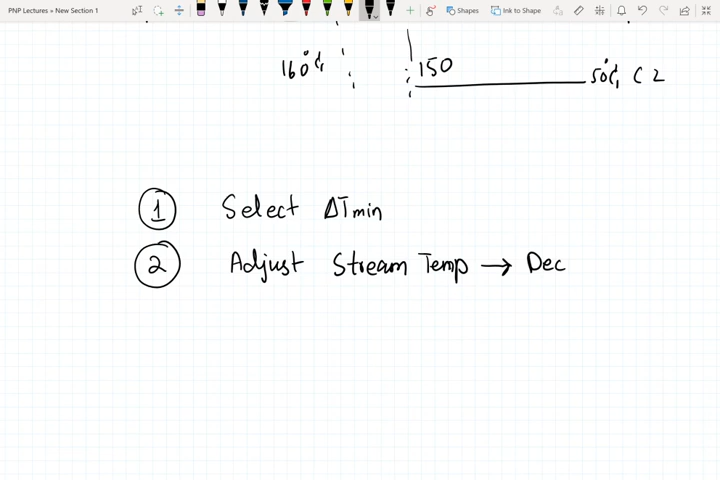 PNP Lectures » New Section 1
Shapes
Ink to Shape
160°C
150
50°C C2
1 Select ΔTmin
2 Adjust Stream Temp → Dec